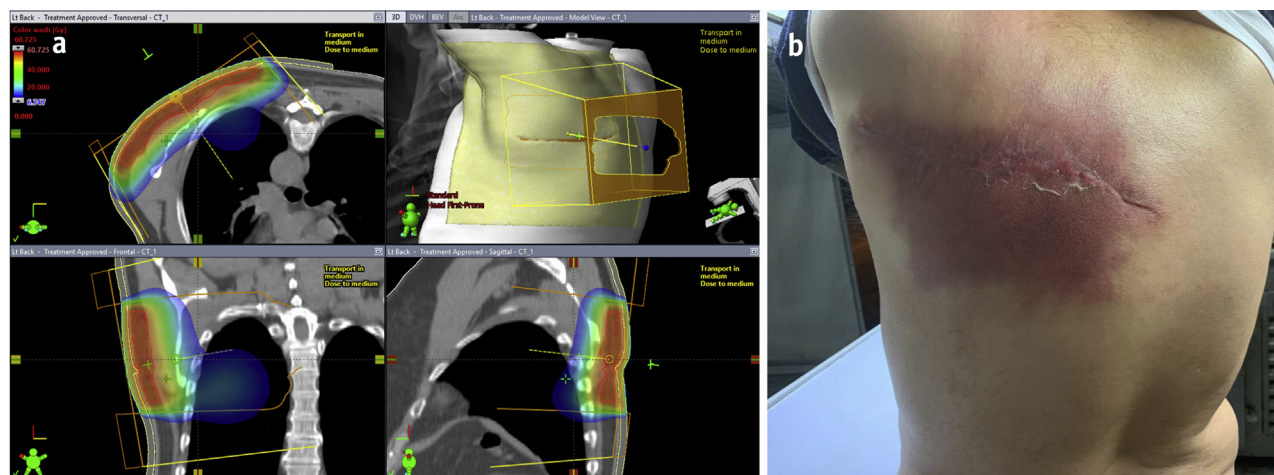 Lt Back - Treatment Approved - Transversal - CT_1
Color wash [Gy]
60.725
60.725
40.000
20.000
0.000
a
Transport in
medium
Dose to medium
3D DVH BEV Arc Lt Back - Treatment Approved - Model View - CT_1
Transport in
medium
Dose to medium
Standard
Head First-Prone
Lt Back - Treatment Approved - Frontal - CT_1
Transport in
medium
Dose to medium
Lt Back - Treatment Approved - Sagittal - CT_1
Transport in
medium
Dose to medium
b